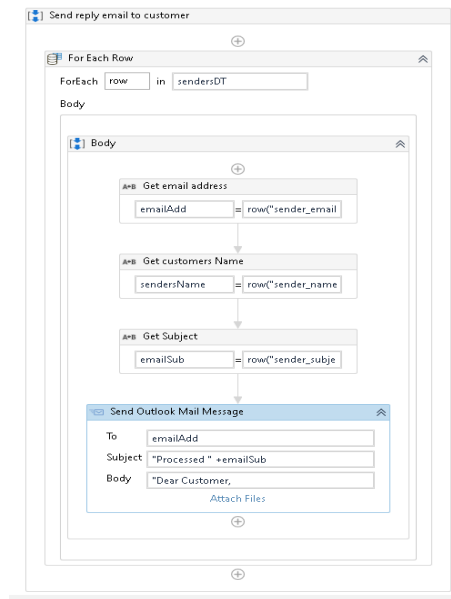 Send reply email to customer
For Each Row
ForEach row in sendersDT
Body
Body
A+B Get email address
emailAdd = row("sender_email
A+B Get customers Name
sendersName = row("sender_name
A+B Get Subject
emailSub = row("sender_subje
Send Outlook Mail Message
To emailAdd
Subject "Processed " +emailSub
Body "Dear Customer,
Attach Files